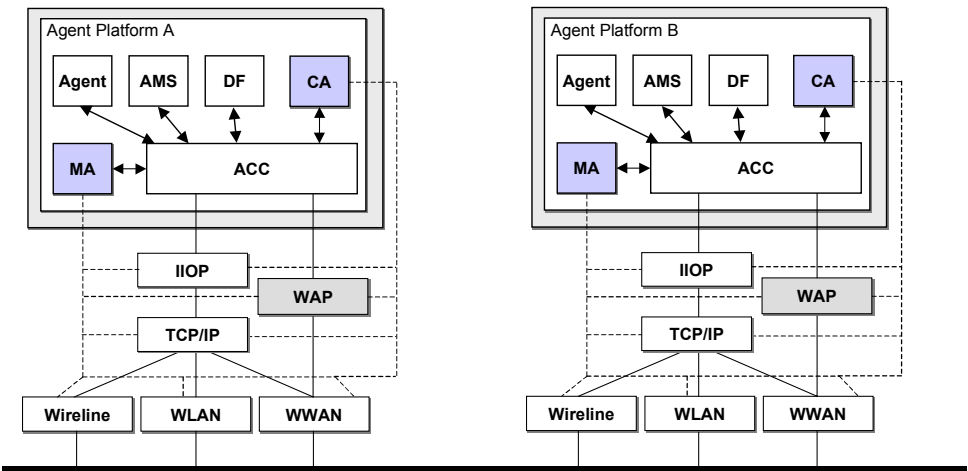 Agent Platform A
Agent AMS DF CA
MA ACC
IIOP
WAP
TCP/IP
Wireline WLAN WWAN
Agent Platform B
Agent AMS DF CA
MA ACC
IIOP
WAP
TCP/IP
Wireline WLAN WWAN